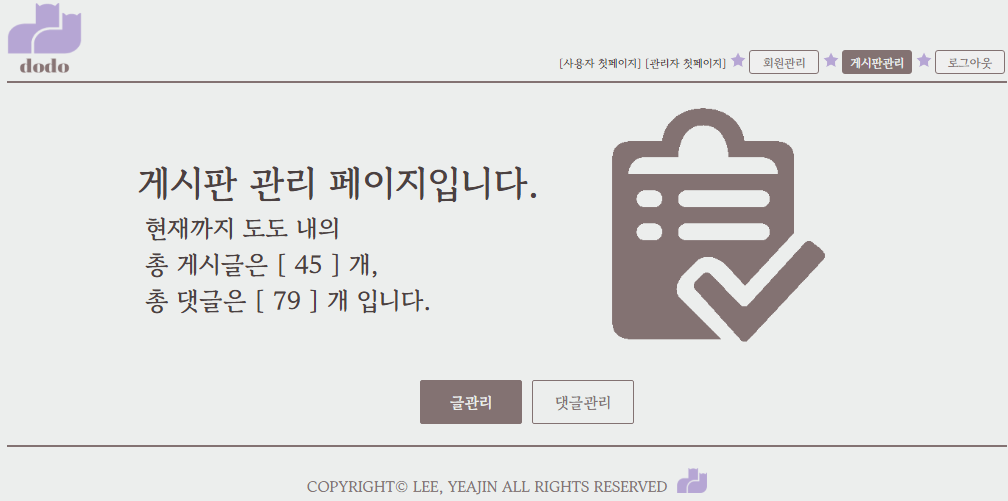 dodo
[사용자 첫페이지] [관리자 첫페이지] 회원관리 게시판관리 로그아웃
게시판 관리 페이지입니다.
현재까지 도도 내의
총 게시글은 [ 45 ] 개,
총 댓글은 [ 79 ] 개 입니다.
글관리 댓글관리
COPYRIGHT© LEE, YEAJIN ALL RIGHTS RESERVED